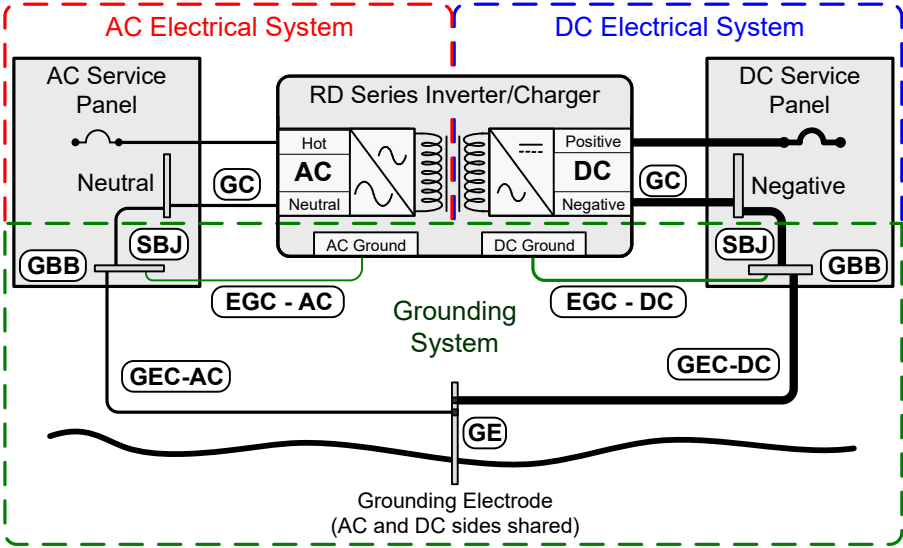 AC Electrical System
DC Electrical System
AC Service
Panel
RD Series Inverter/Charger
DC Service
Panel
Hot
AC
Neutral
Positive
DC
Negative
Neutral
GC
GC
Negative
SBJ
GBB
AC Ground
DC Ground
SBJ
GBB
EGC - AC
EGC - DC
Grounding
System
GEC-AC
GEC-DC
GE
Grounding Electrode
(AC and DC sides shared)